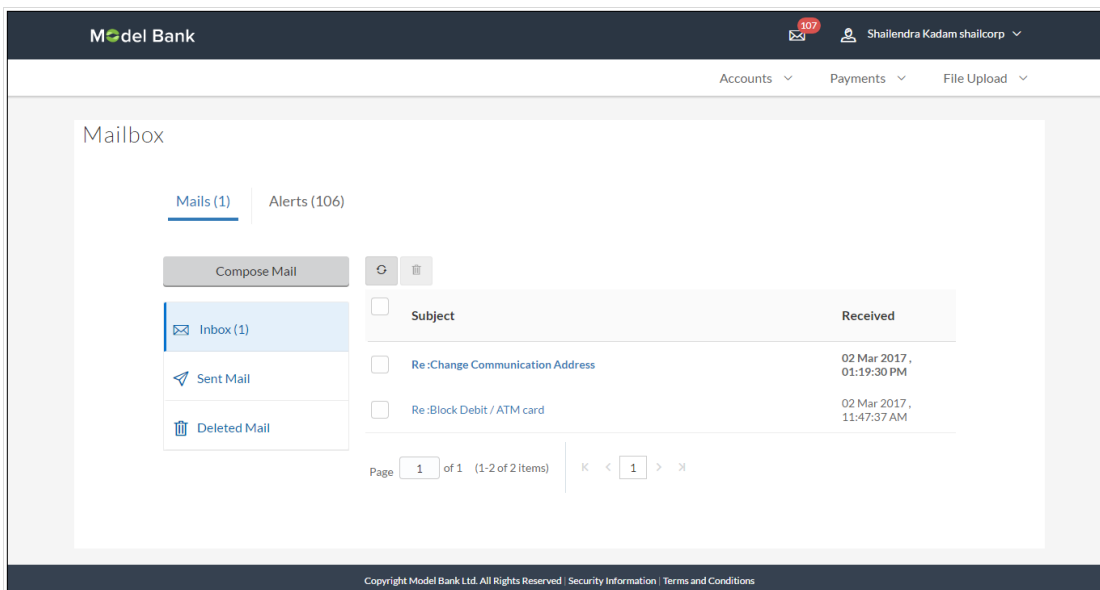 Model Bank
107
Shailendra Kadam shailcorp
Accounts
Payments
File Upload
Mailbox
Mails (1)
Alerts (106)
Compose Mail
Subject
Received
Inbox (1)
Re :Change Communication Address
02 Mar 2017 ,
01:19:30 PM
Sent Mail
Re :Block Debit / ATM card
02 Mar 2017 ,
11:47:37 AM
Deleted Mail
Page 1 of 1 (1-2 of 2 items) 1
Copyright Model Bank Ltd. All Rights Reserved | Security Information | Terms and Conditions